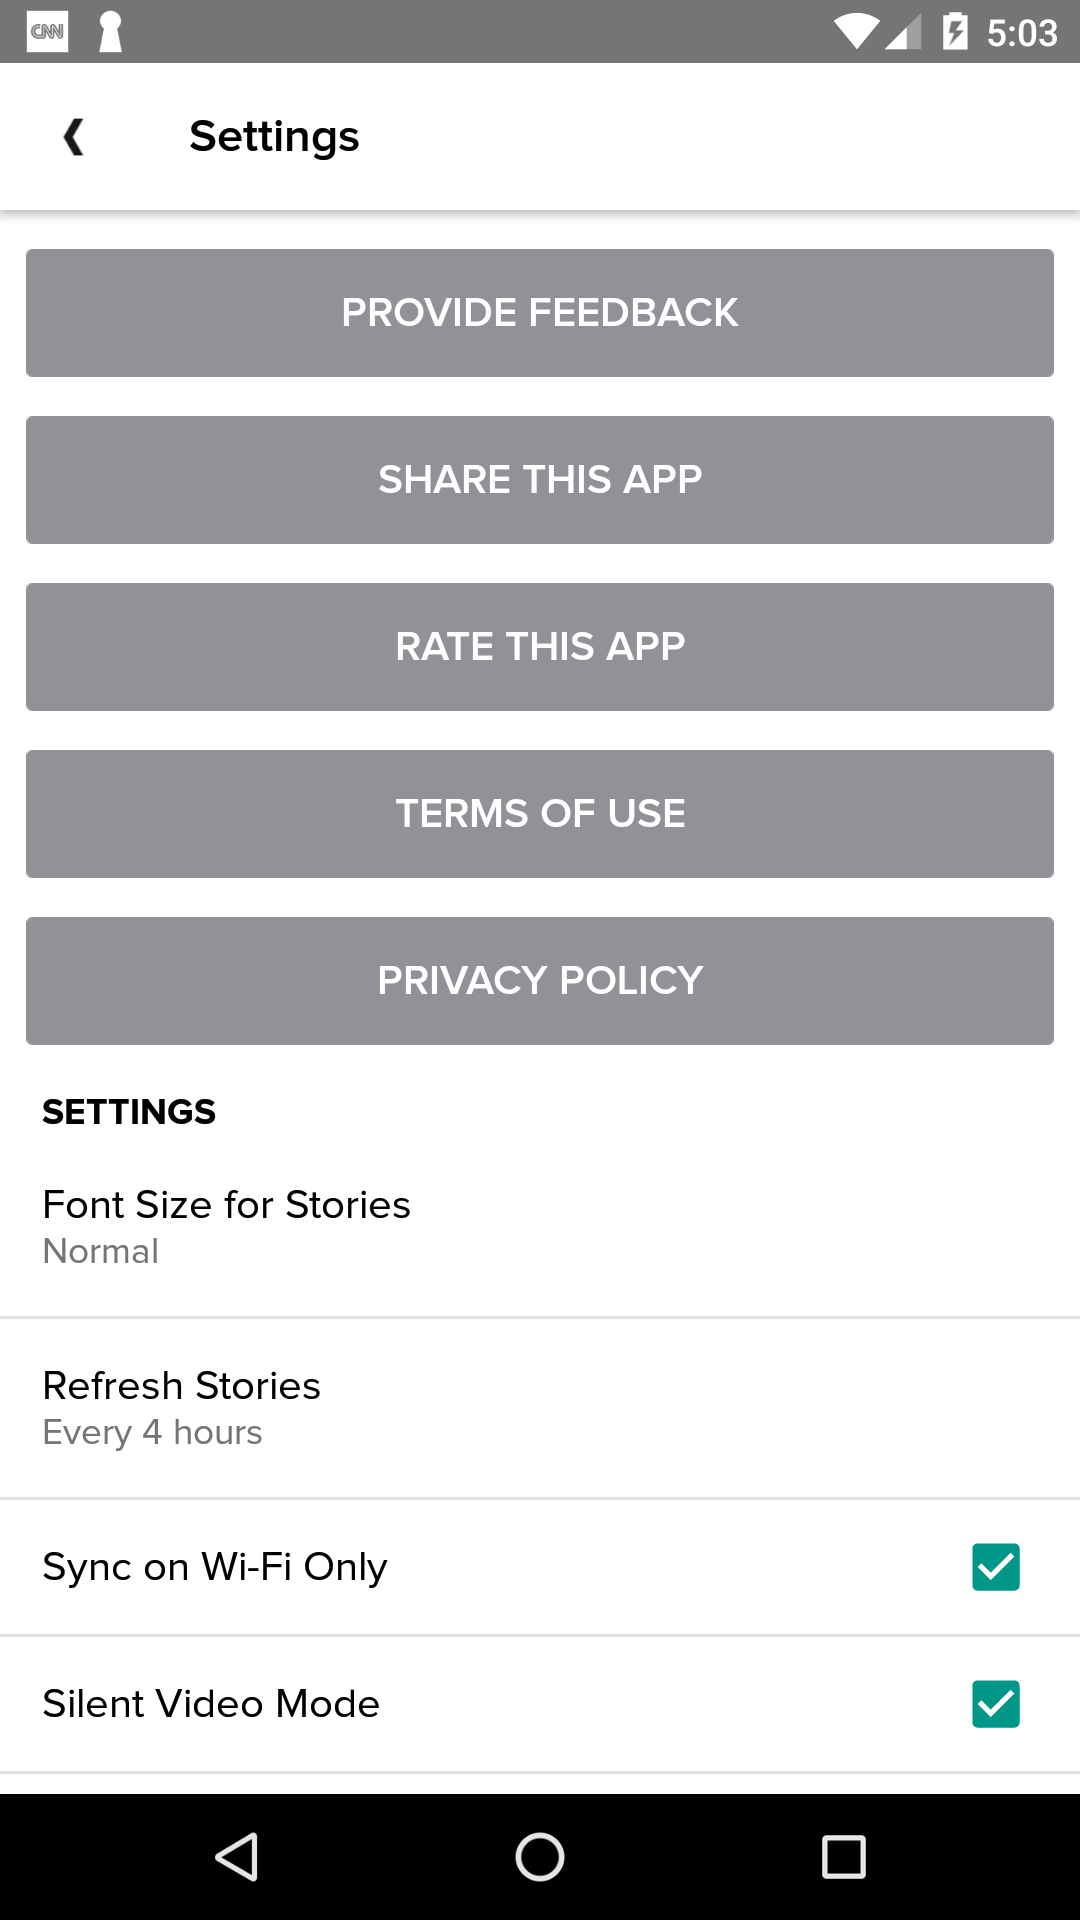 CNN 5:03
Settings
PROVIDE FEEDBACK
SHARE THIS APP
RATE THIS APP
TERMS OF USE
PRIVACY POLICY
SETTINGS
Font Size for Stories
Normal
Refresh Stories
Every 4 hours
Sync on Wi-Fi Only
Silent Video Mode